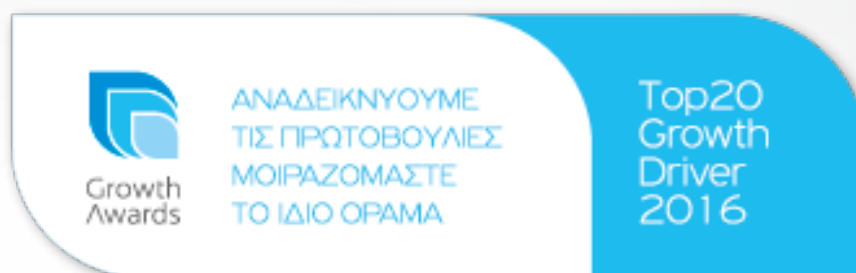 Growth
Awards
ΑΝΑΔΕΙΚΝΥΟΥΜΕ
ΤΙΣ ΠΡΩΤΟΒΟΥΛΙΕΣ
ΜΟΙΡΑΖΟΜΑΣΤΕ
ΤΟ ΙΔΙΟ ΟΡΑΜΑ
Top20
Growth
Driver
2016